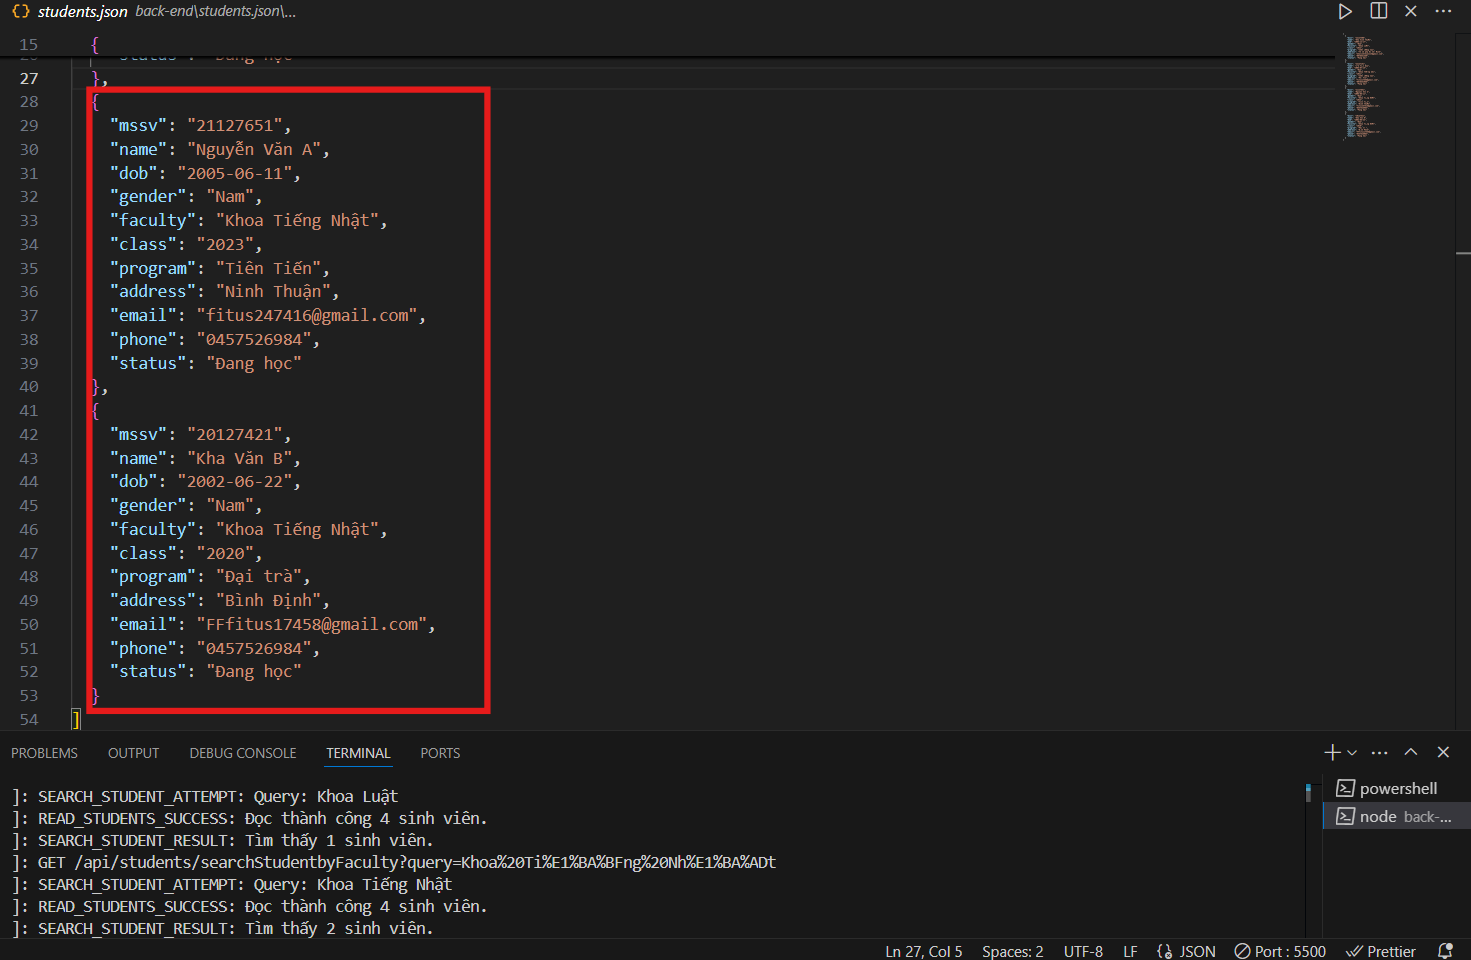 students.json back-end\students.json\...
15 {
27 },
28 {
29 "mssv": "21127651",
30 "name": "Nguyễn Văn A",
31 "dob": "2005-06-11",
32 "gender": "Nam",
33 "faculty": "Khoa Tiếng Nhật",
34 "class": "2023",
35 "program": "Tiên Tiến",
36 "address": "Ninh Thuận",
37 "email": "fitus247416@gmail.com",
38 "phone": "0457526984",
39 "status": "Đang học"
40 },
41 {
42 "mssv": "20127421",
43 "name": "Kha Văn B",
44 "dob": "2002-06-22",
45 "gender": "Nam",
46 "faculty": "Khoa Tiếng Nhật",
47 "class": "2020",
48 "program": "Đại trà",
49 "address": "Bình Định",
50 "email": "FFfitus17458@gmail.com",
51 "phone": "0457526984",
52 "status": "Đang học"
53 }
54 ]
PROBLEMS OUTPUT DEBUG CONSOLE TERMINAL PORTS
]: SEARCH_STUDENT_ATTEMPT: Query: Khoa Luật
]: READ_STUDENTS_SUCCESS: Đọc thành công 4 sinh viên.
]: SEARCH_STUDENT_RESULT: Tìm thấy 1 sinh viên.
]: GET /api/students/searchStudentbyFaculty?query=Khoa%20Ti%E1%BA%BFng%20Nh%E1%BA%ADt
]: SEARCH_STUDENT_ATTEMPT: Query: Khoa Tiếng Nhật
]: READ_STUDENTS_SUCCESS: Đọc thành công 4 sinh viên.
]: SEARCH_STUDENT_RESULT: Tìm thấy 2 sinh viên.
powershell
node back-...
Ln 27, Col 5 Spaces: 2 UTF-8 LF JSON Port : 5500 Prettier